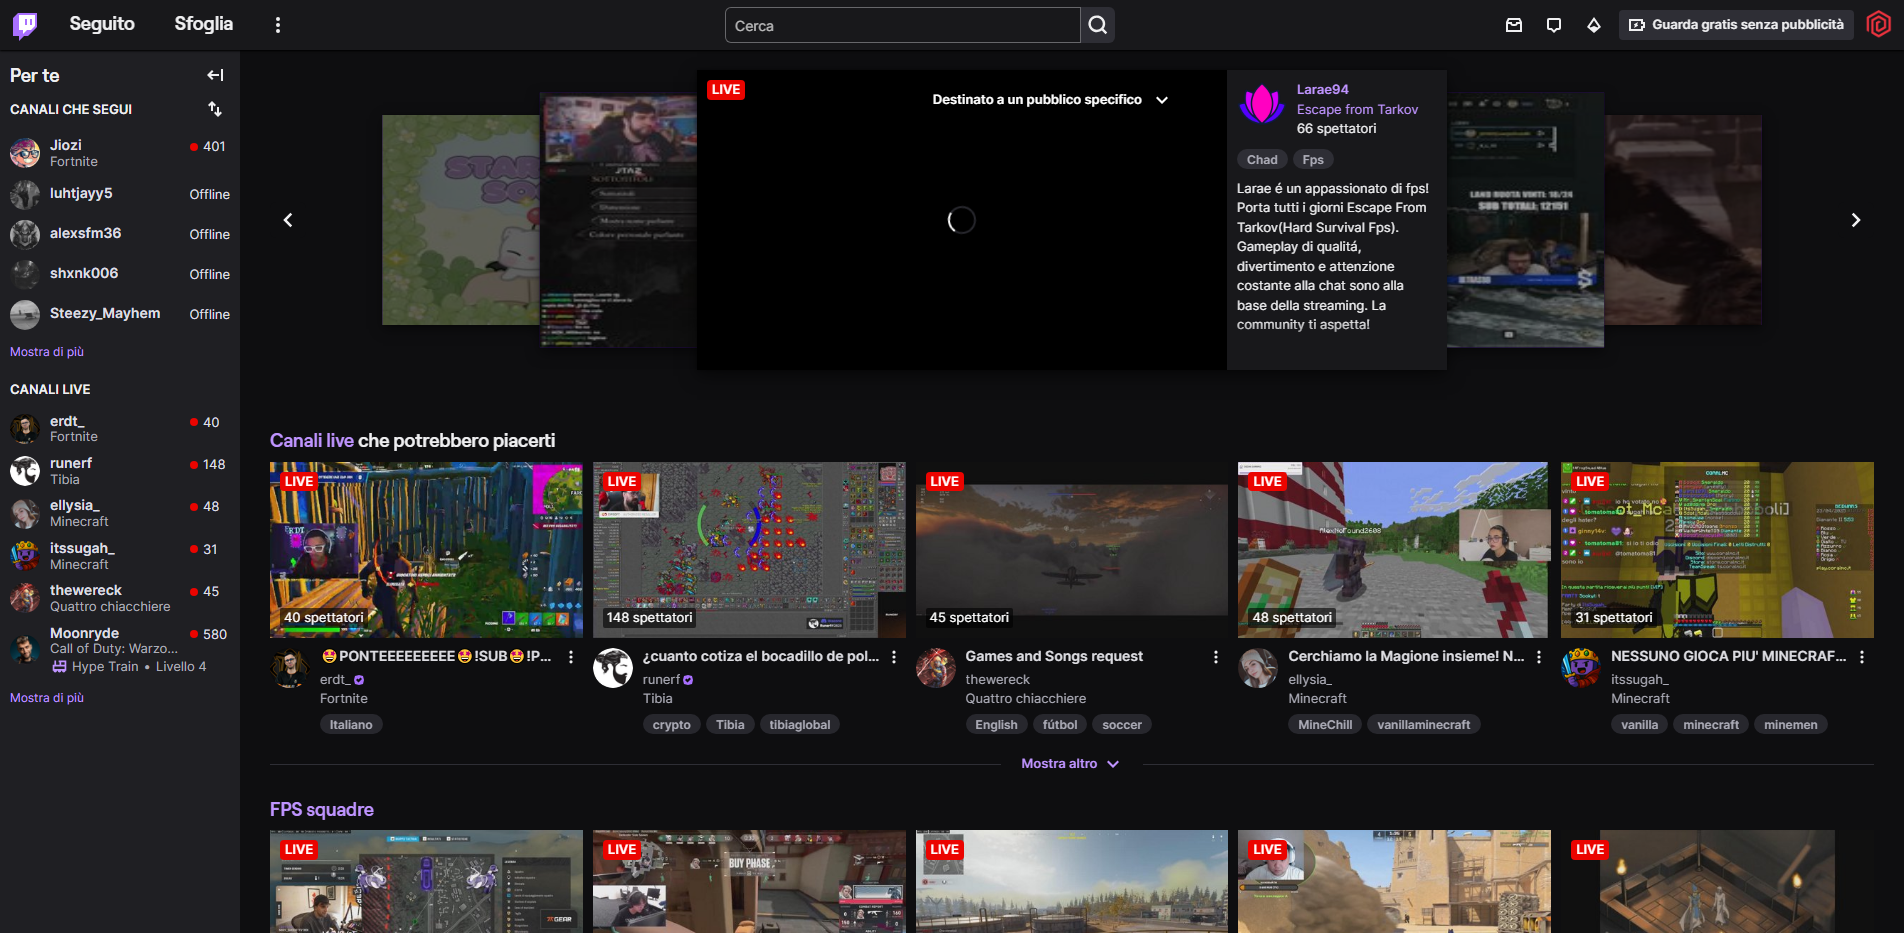 Seguito
Sfoglia
Cerca
Guarda gratis senza pubblicità
Per te
CANALI CHE SEGUI
Jiozi
401
Fortnite
luhtjayy5
Offline
alexsfm36
Offline
shxnk006
Offline
Steezy_Mayhem
Offline
Mostra di più
CANALI LIVE
erdt_
40
Fortnite
runerf
148
Tibia
ellysia_
48
Minecraft
itssugah_
31
Minecraft
thewereck
45
Quattro chiacchiere
Moonryde
580
Call of Duty: Warzo...
Hype Train • Livello 4
Mostra di più
LIVE
Destinato a un pubblico specifico
Larae94
Escape from Tarkov
66 spettatori
Chad
Fps
Larae é un appassionato di fps!
Porta tutti i giorni Escape From
Tarkov(Hard Survival Fps).
Gameplay di qualitá,
divertimento e attenzione
costante alla chat sono alla
base della streaming. La
community ti aspetta!
SUB TOTALI: 12151
Canali live che potrebbero piacerti
LIVE
40 spettatori
🤩PONTEEEEEEEEE🤩!SUB🤩!P...
erdt_
Fortnite
Italiano
LIVE
148 spettatori
¿cuanto cotiza el bocadillo de pol...
runerf
Tibia
crypto
Tibia
tibiaglobal
LIVE
45 spettatori
Games and Songs request
thewereck
Quattro chiacchiere
English
fútbol
soccer
LIVE
AlexNoFound2608
48 spettatori
Cerchiamo la Magione insieme! N...
ellysia_
Minecraft
MineChill
vanillaminecraft
LIVE
31 spettatori
NESSUNO GIOCA PIU' MINECRAF...
itssugah_
Minecraft
vanilla
minecraft
minemen
Mostra altro
FPS squadre
LIVE
LIVE
BUY PHASE
LIVE
LIVE
LIVE